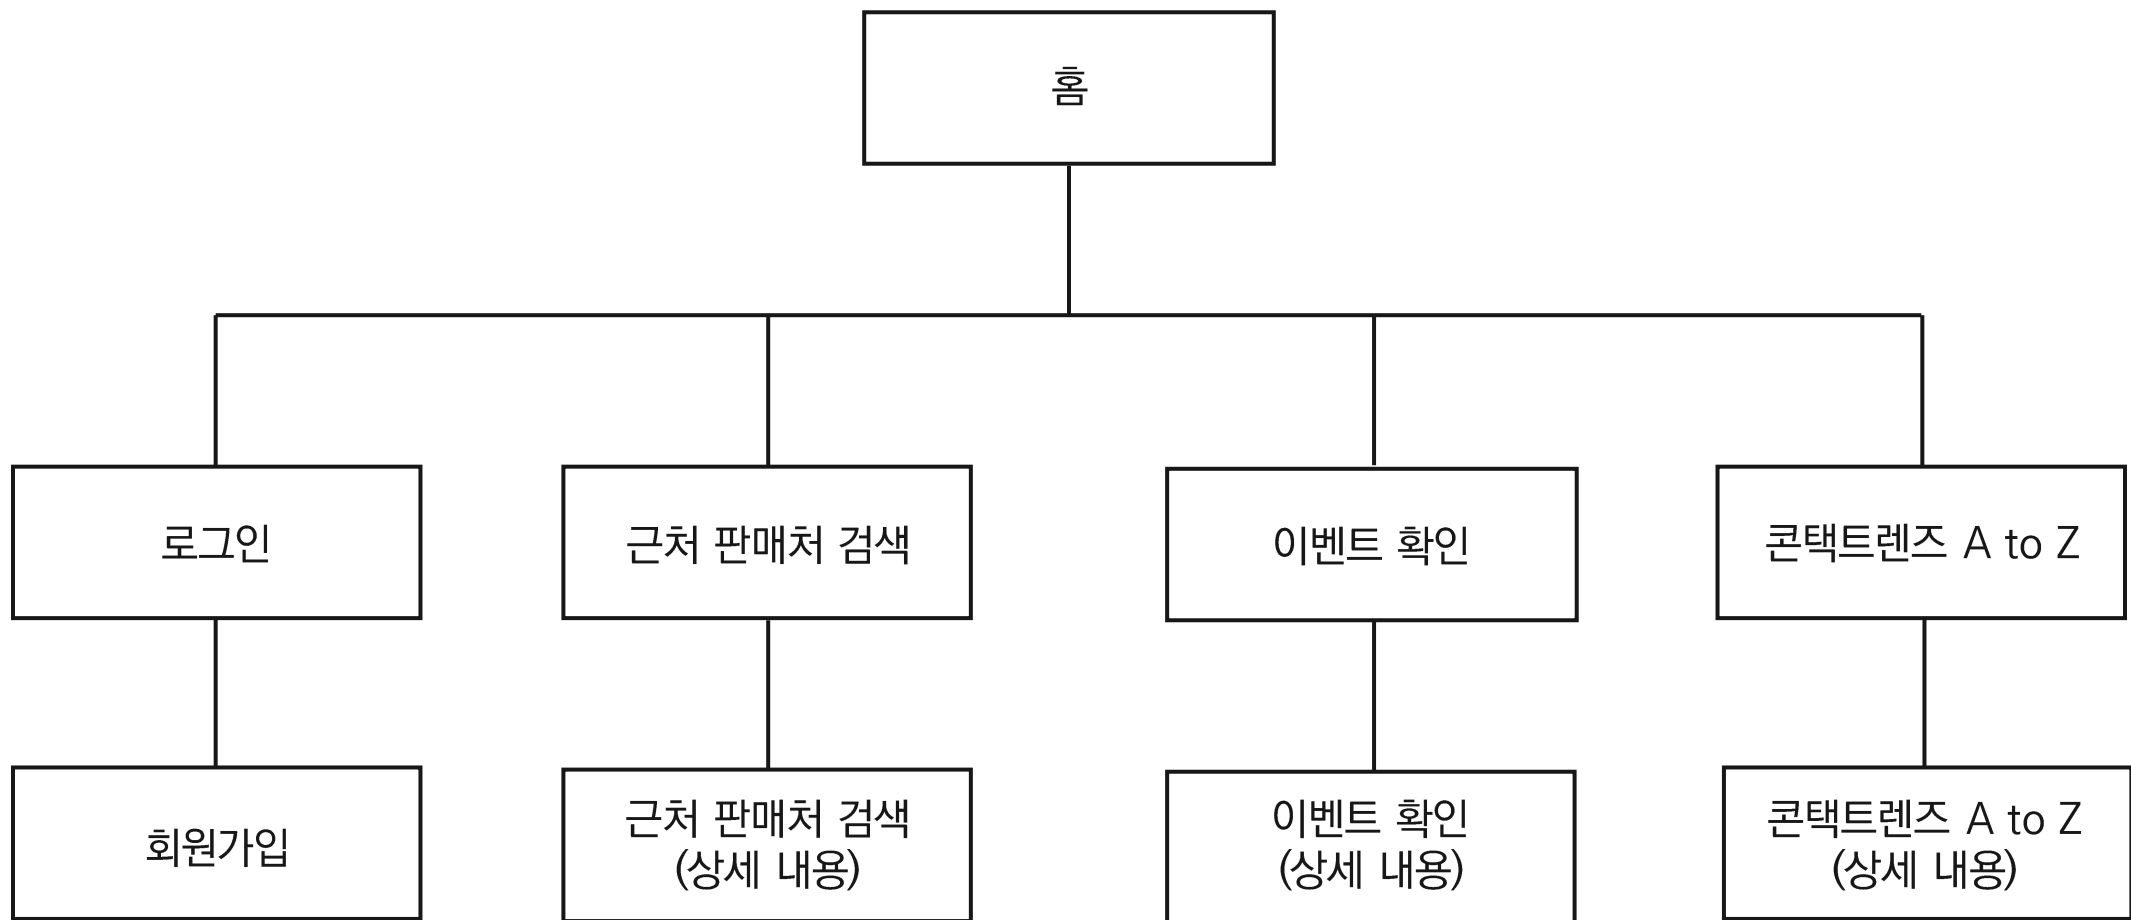 홈
로그인
근처 판매처 검색
이벤트 확인
콘택트렌즈 A to Z
회원가입
근처 판매처 검색
(상세 내용)
이벤트 확인
(상세 내용)
콘택트렌즈 A to Z
(상세 내용)